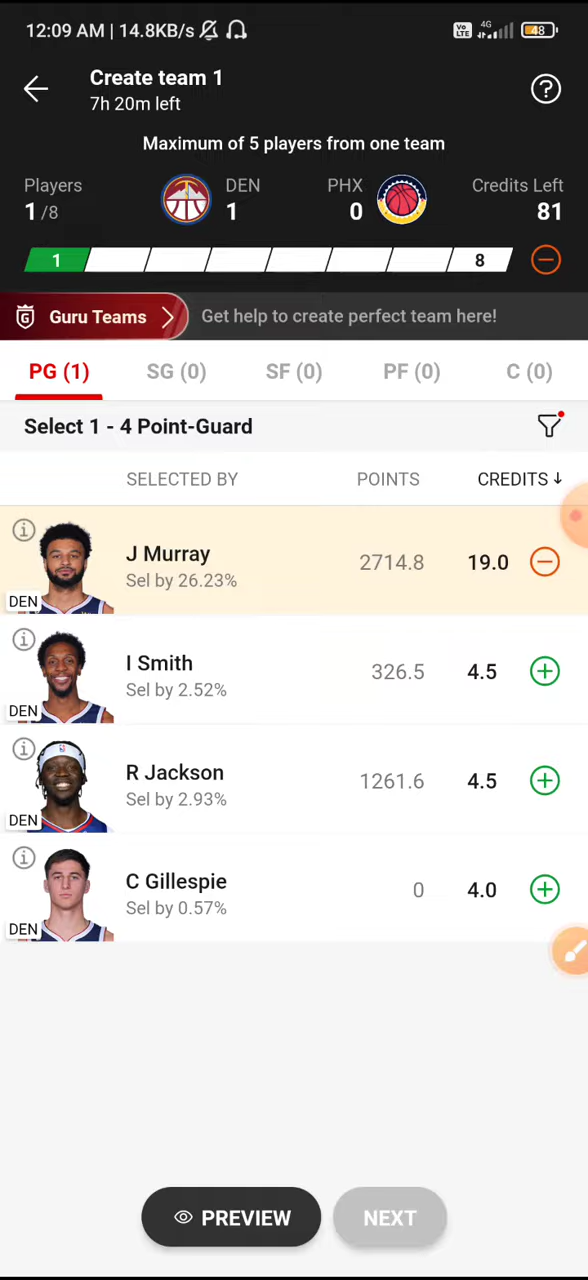 12:09 AM | 14.8KB/s
Vo LTE 4G 48
Create team 1
7h 20m left
Maximum of 5 players from one team
Players DEN PHX Credits Left
1/8 1 0 81
1 8
Guru Teams Get help to create perfect team here!
PG (1) SG (0) SF (0) PF (0) C (0)
Select 1 - 4 Point-Guard
SELECTED BY POINTS CREDITS ↓
J Murray 2714.8 19.0
Sel by 26.23%
DEN
I Smith 326.5 4.5
Sel by 2.52%
DEN
R Jackson 1261.6 4.5
Sel by 2.93%
DEN
C Gillespie 0 4.0
Sel by 0.57%
DEN
PREVIEW NEXT